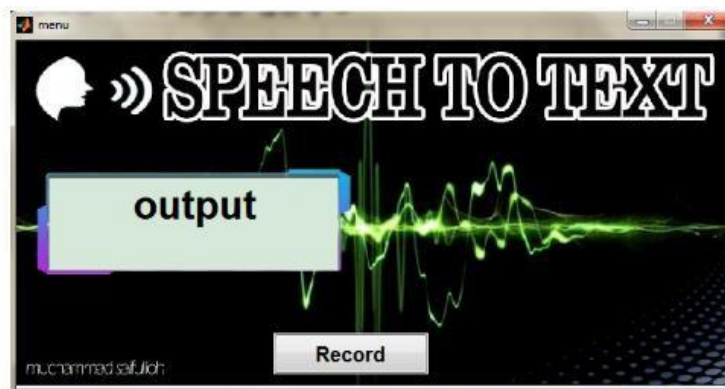 menu
SPEECH TO TEXT
output
Record
muchammad saifulloh